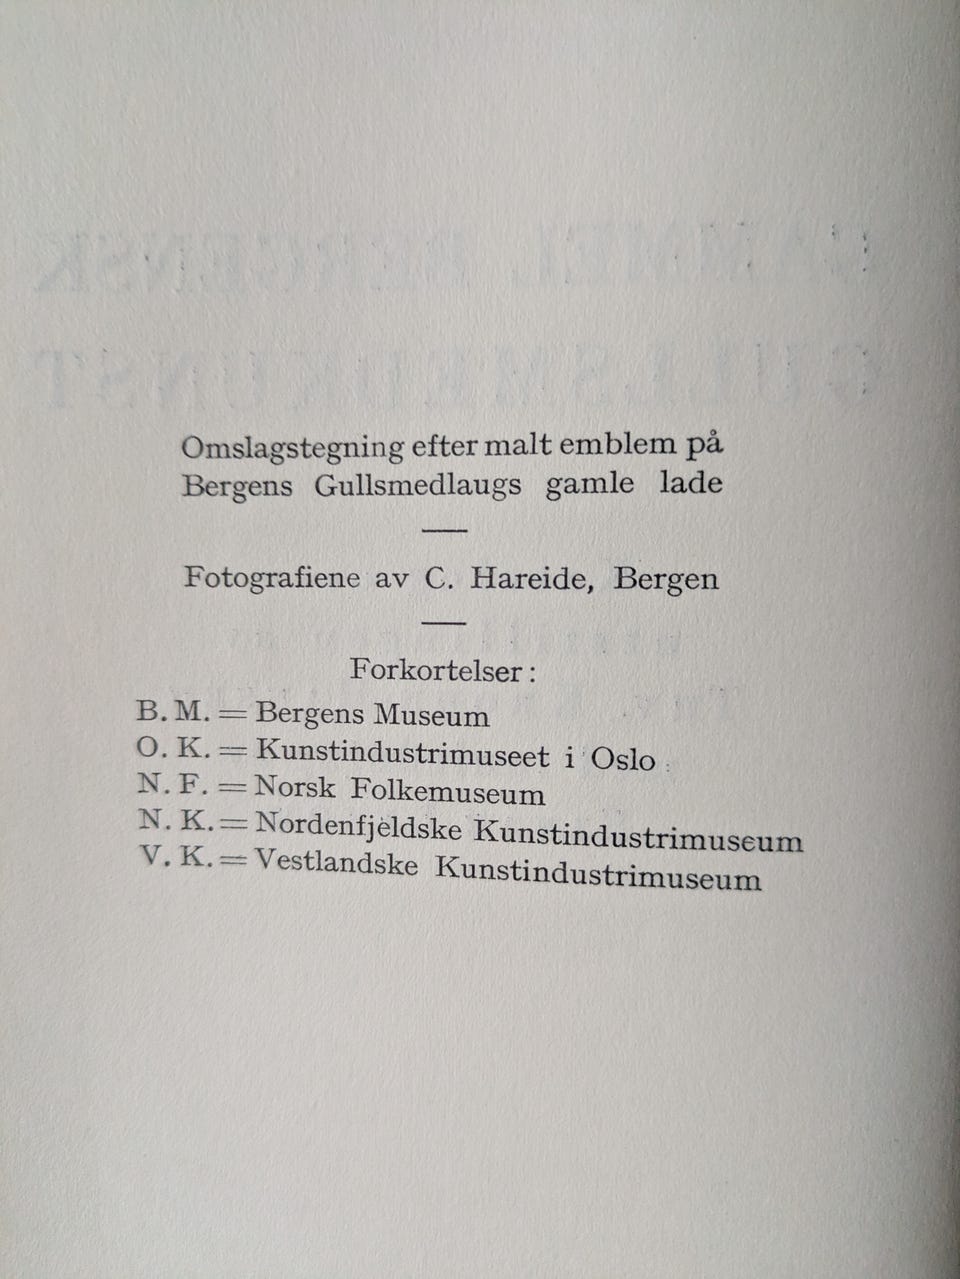 Omslagstegning efter malt emblem på
Bergens Gullsmedlaugs gamle lade
Fotografiene av C. Hareide, Bergen
Forkortelser:
B. M. = Bergens Museum
O. K. = Kunstindustrimuseet i Oslo
N. F. = Norsk Folkemuseum
N. K. = Nordenfjeldske Kunstindustrimuseum
V. K. = Vestlandske Kunstindustrimuseum